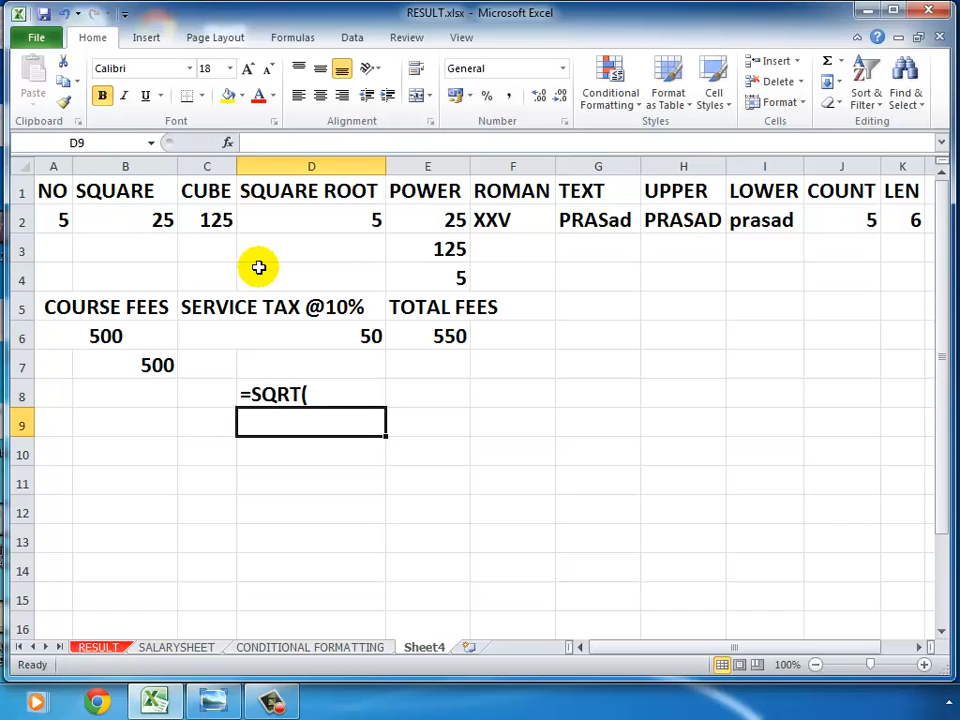 RESULT.xlsx - Microsoft Excel
File Home Insert Page Layout Formulas Data Review View
Calibri 18 General
Paste
B I U A
Conditional Formatting Format as Table Cell Styles
Insert Delete Format
Sort & Filter Find & Select
Clipboard Font Alignment Number Styles Cells Editing
D9 fx
A B C D E F G H I J K
1 NO SQUARE CUBE SQUARE ROOT POWER ROMAN TEXT UPPER LOWER COUNT LEN
2 5 25 125 5 25 XXV PRASad PRASAD prasad 5 6
3 125
4 5
5 COURSE FEES SERVICE TAX @10% TOTAL FEES
6 500 50 550
7 500
8 =SQRT(
9
10
11
12
13
14
15
16
RESULT SALARYSHEET CONDITIONAL FORMATTING Sheet4
Ready 100%